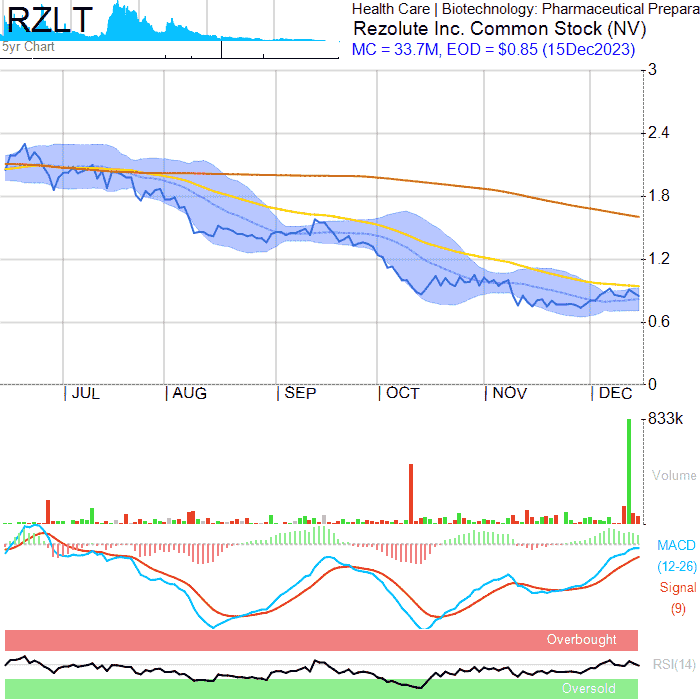 RZLT
5yr Chart
Health Care | Biotechnology: Pharmaceutical Prepara
Rezolute Inc. Common Stock (NV)
MC = 33.7M, EOD = $0.85 (15Dec2023)
3
2.4
1.8
1.2
0.6
0
| JUL | AUG | SEP | OCT | NOV | DEC
833k
Volume
MACD
(12-26)
Signal
(9)
Overbought
RSI(14)
Oversold